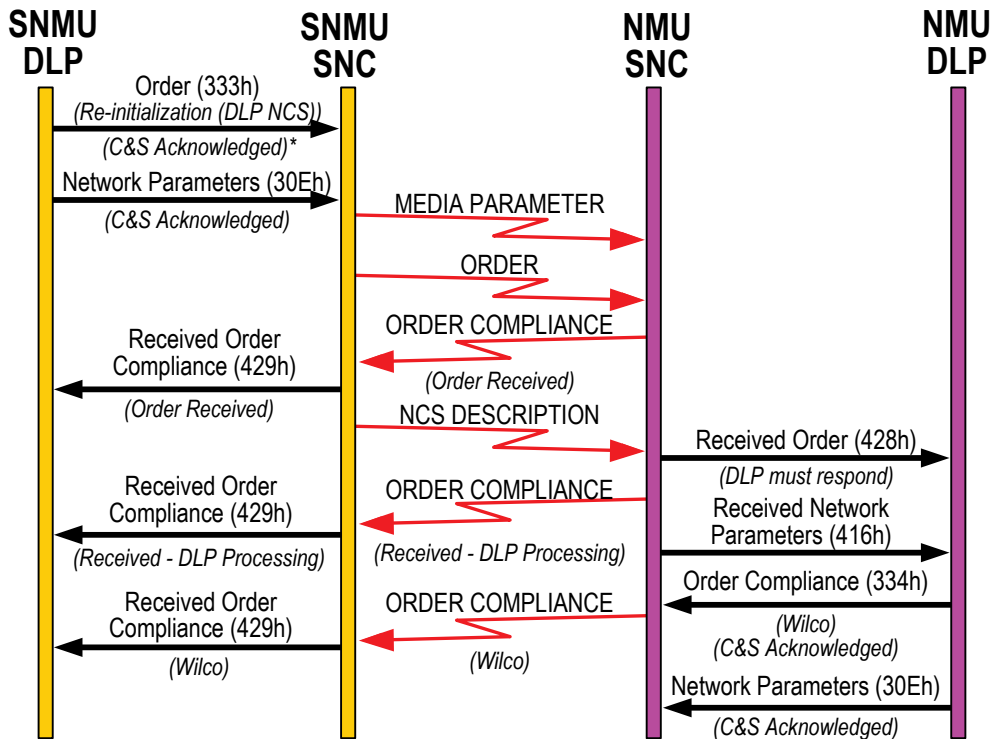 SNMU
DLP
SNMU
SNC
NMU
SNC
NMU
DLP
Order (333h)
(Re-initialization (DLP NCS))
(C&S Acknowledged)*
Network Parameters (30Eh)
(C&S Acknowledged)
MEDIA PARAMETER
ORDER
ORDER COMPLIANCE
(Order Received)
Received Order
Compliance (429h)
(Order Received)
NCS DESCRIPTION
Received Order (428h)
(DLP must respond)
ORDER COMPLIANCE
(Received - DLP Processing)
Received Order
Compliance (429h)
(Received - DLP Processing)
Received Network
Parameters (416h)
Order Compliance (334h)
(Wilco)
(C&S Acknowledged)
ORDER COMPLIANCE
(Wilco)
Received Order
Compliance (429h)
(Wilco)
Network Parameters (30Eh)
(C&S Acknowledged)